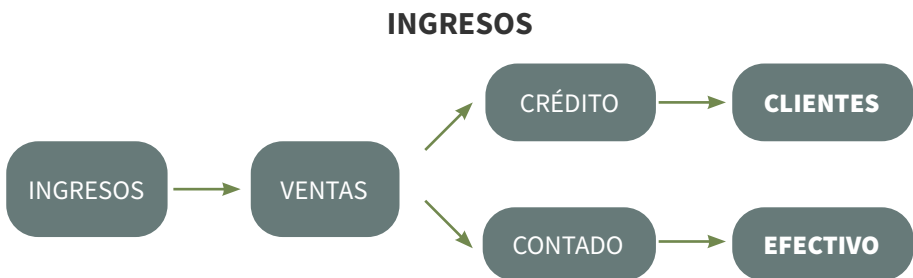 INGRESOS
CRÉDITO
CLIENTES
INGRESOS
VENTAS
CONTADO
EFECTIVO